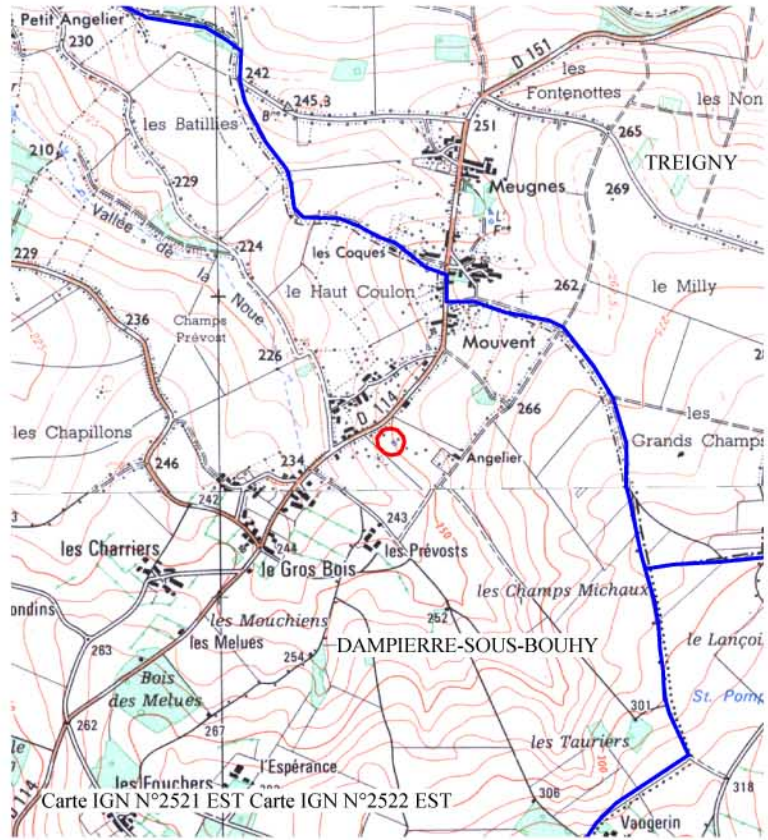 Petit Angelier
230
242
D 151
les
Fontenottes
les Non
245,3
Bne
251
les Batillies
265
TREIGNY
210
Meugnes
269
229
Vallée de la Noue
224
les Coques
229
le Haut Coulon
262
le Milly
236
Champs
Prévost
Mouvent
226
D 114
266
les
les Chapillons
Grands Champs
Angelier
246
234
242
243
les Charriers
244
les Prévosts
le Gros Bois
ondins
les Champs Michaux
252
les Mouchiens
263
les Melues
DAMPIERRE-SOUS-BOUHY
le Lançoi
254
Bois
des Melues
St. Pomp
301
262
267
les Tauriers
l'Espérance
les Fouchers
318
D 114
306
Carte IGN N°2521 EST Carte IGN N°2522 EST
Vaugerin